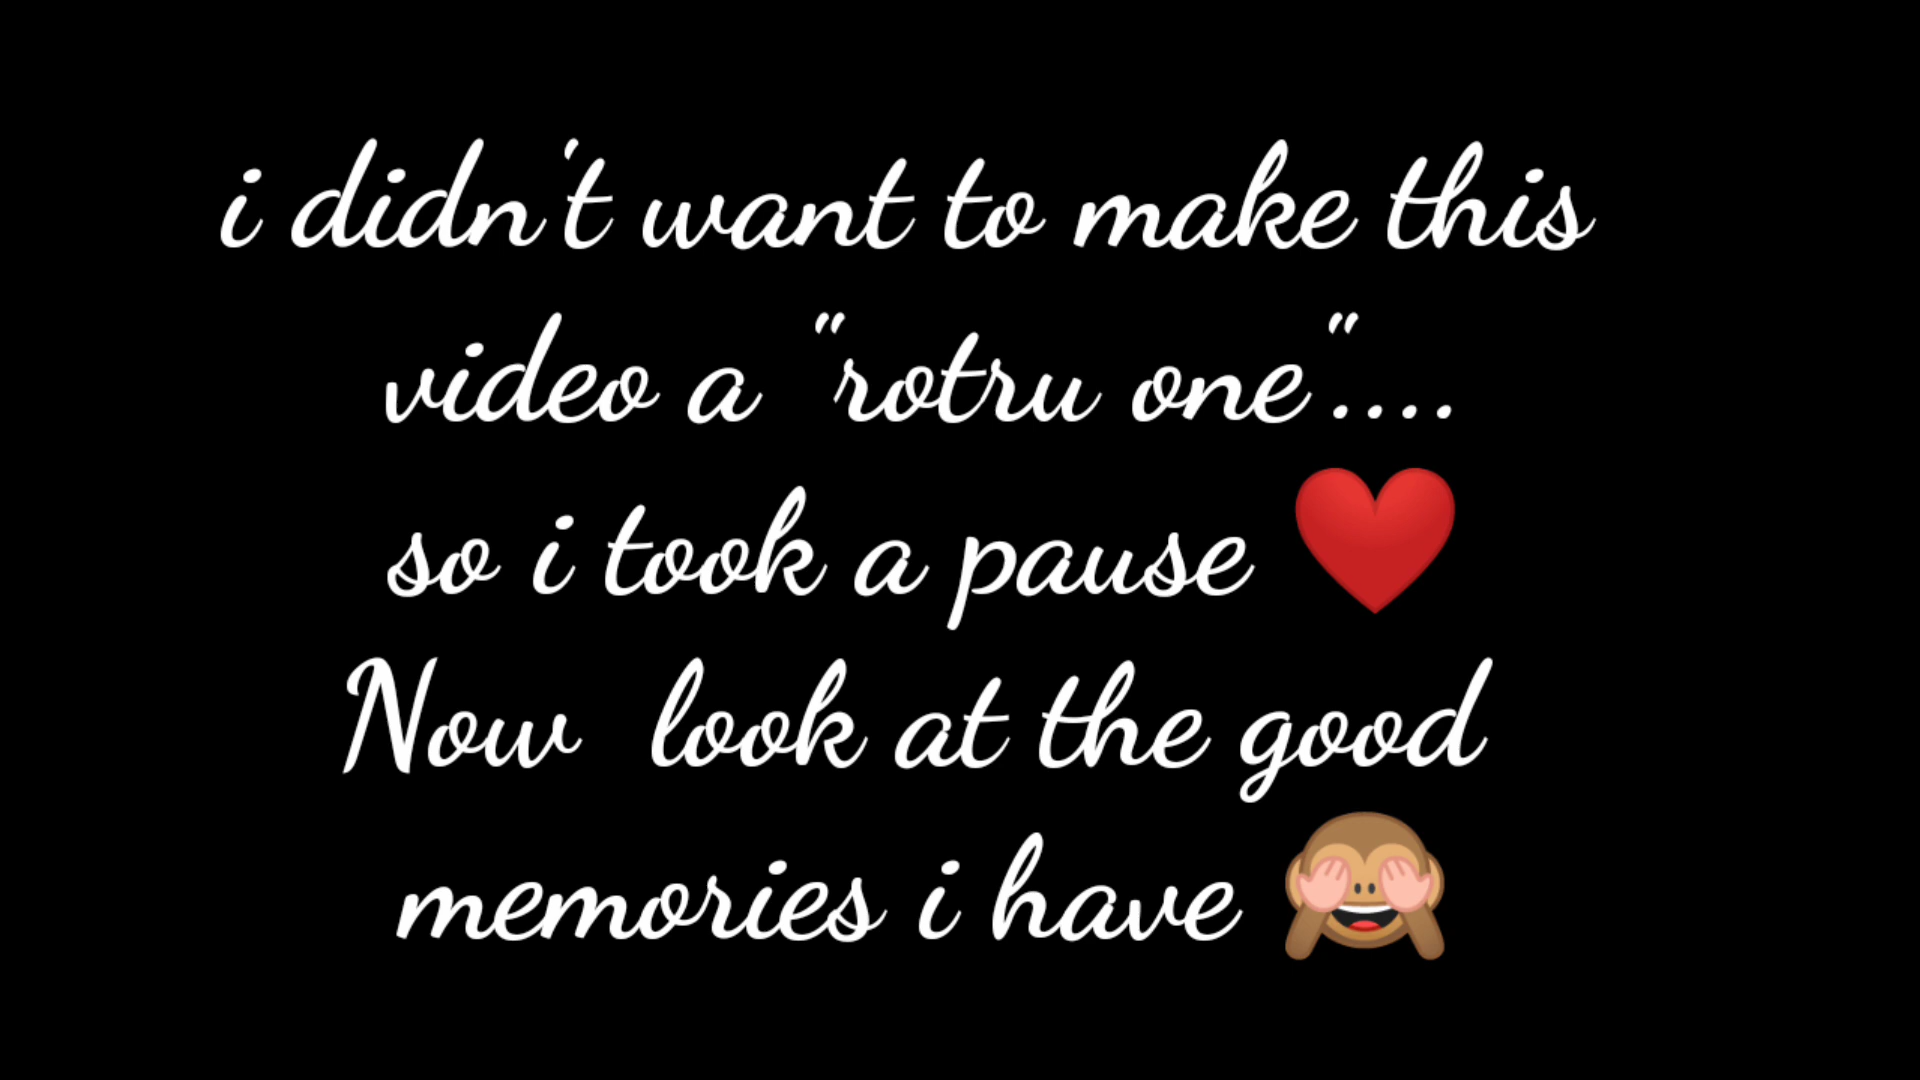 i didn't want to make this
video a "rotru one"....
so i took a pause ❤️
Now look at the good
memories i have 🙈